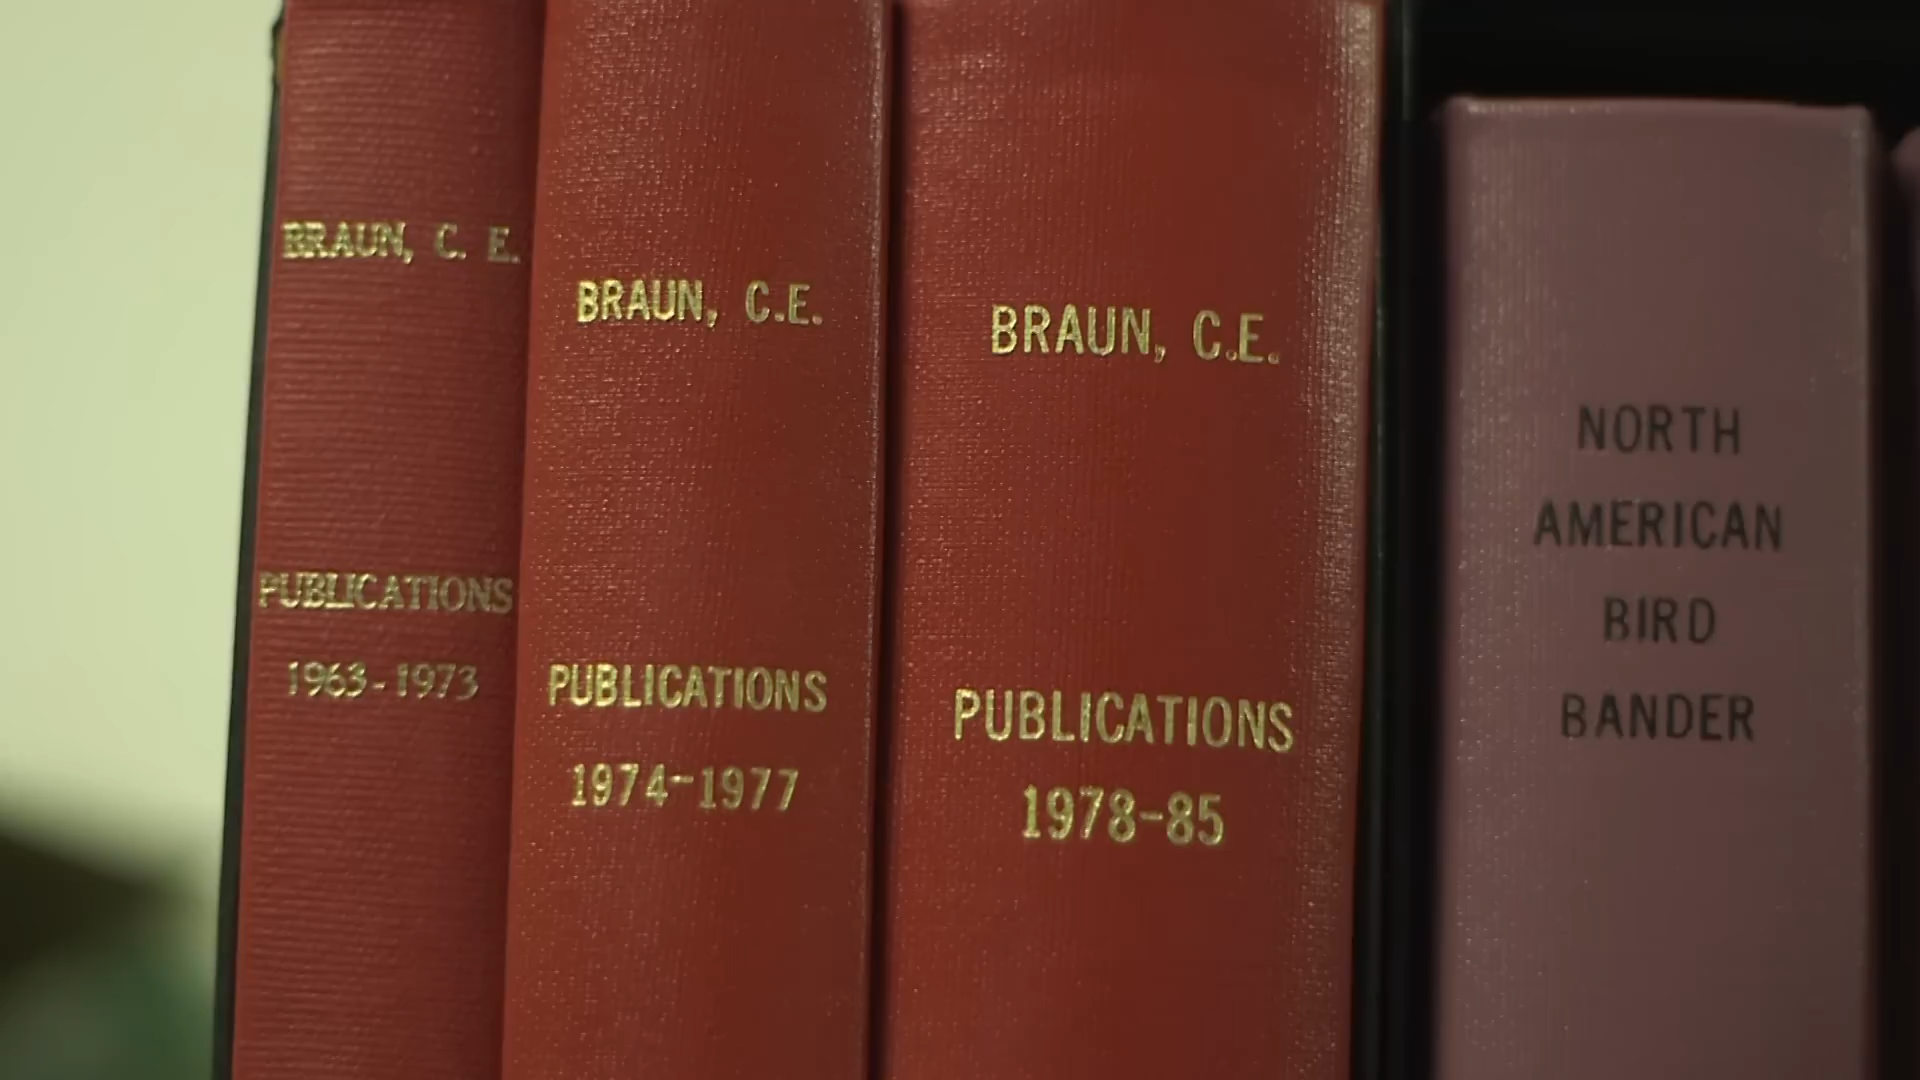 BRAUN, C. E.
PUBLICATIONS
1963-1973
BRAUN, C.E.
PUBLICATIONS
1974-1977
BRAUN, C.E.
PUBLICATIONS
1978-85
NORTH
AMERICAN
BIRD
BANDER